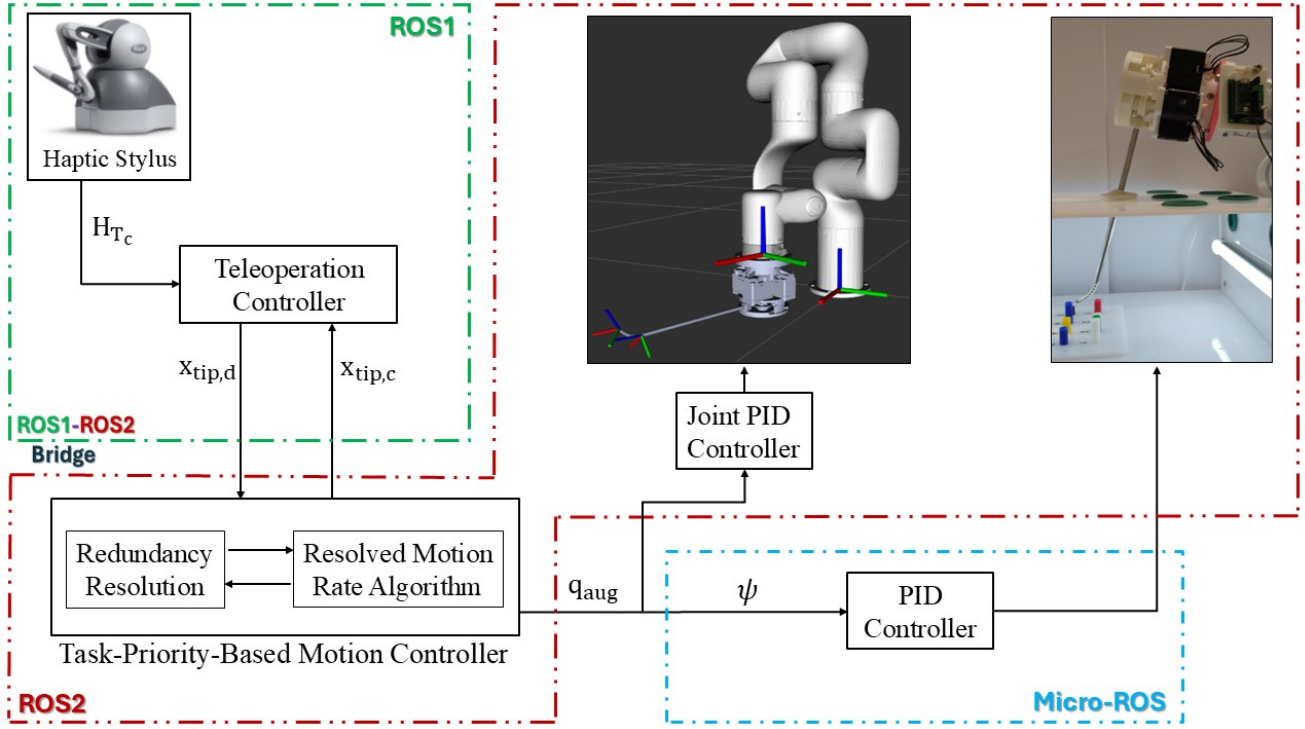 ROS1
Haptic Stylus
H_{T_c}
Teleoperation
Controller
x_{tip,d}
x_{tip,c}
ROS1-ROS2
Bridge
Joint PID
Controller
Redundancy
Resolution
Resolved Motion
Rate Algorithm
Task-Priority-Based Motion Controller
ROS2
q_{aug}
ψ
PID
Controller
Micro-ROS